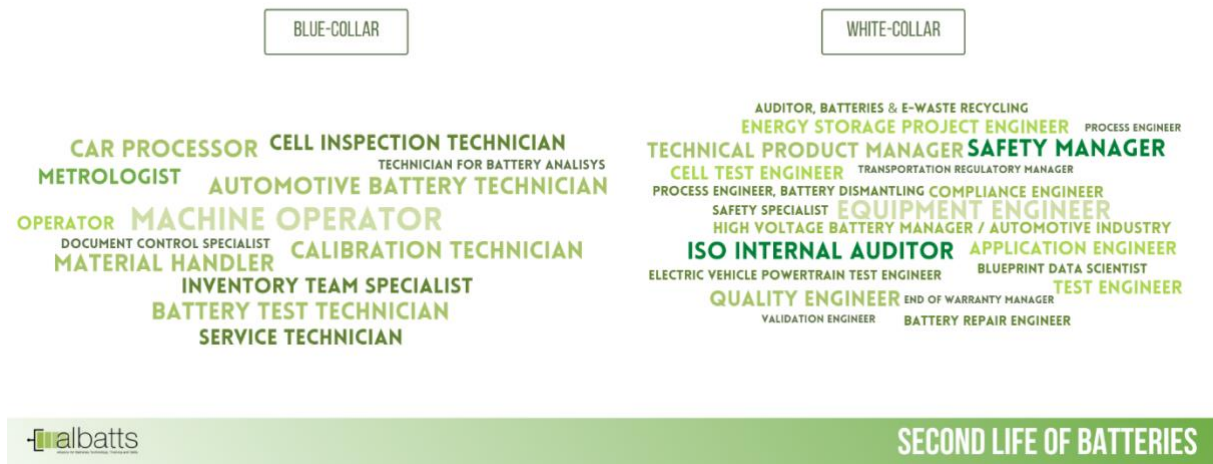 BLUE-COLLAR
CAR PROCESSOR CELL INSPECTION TECHNICIAN
TECHNICIAN FOR BATTERY ANALISYS
METROLOGIST
AUTOMOTIVE BATTERY TECHNICIAN
OPERATOR MACHINE OPERATOR
DOCUMENT CONTROL SPECIALIST
CALIBRATION TECHNICIAN
MATERIAL HANDLER
INVENTORY TEAM SPECIALIST
BATTERY TEST TECHNICIAN
SERVICE TECHNICIAN
WHITE-COLLAR
AUDITOR, BATTERIES & E-WASTE RECYCLING
ENERGY STORAGE PROJECT ENGINEER PROCESS ENGINEER
TECHNICAL PRODUCT MANAGER SAFETY MANAGER
CELL TEST ENGINEER TRANSPORTATION REGULATORY MANAGER
PROCESS ENGINEER, BATTERY DISMANTLING COMPLIANCE ENGINEER
SAFETY SPECIALIST EQUIPMENT ENGINEER
HIGH VOLTAGE BATTERY MANAGER / AUTOMOTIVE INDUSTRY
ISO INTERNAL AUDITOR APPLICATION ENGINEER
ELECTRIC VEHICLE POWERTRAIN TEST ENGINEER BLUEPRINT DATA SCIENTIST
TEST ENGINEER
QUALITY ENGINEER END OF WARRANTY MANAGER
VALIDATION ENGINEER BATTERY REPAIR ENGINEER
albatts
SECOND LIFE OF BATTERIES